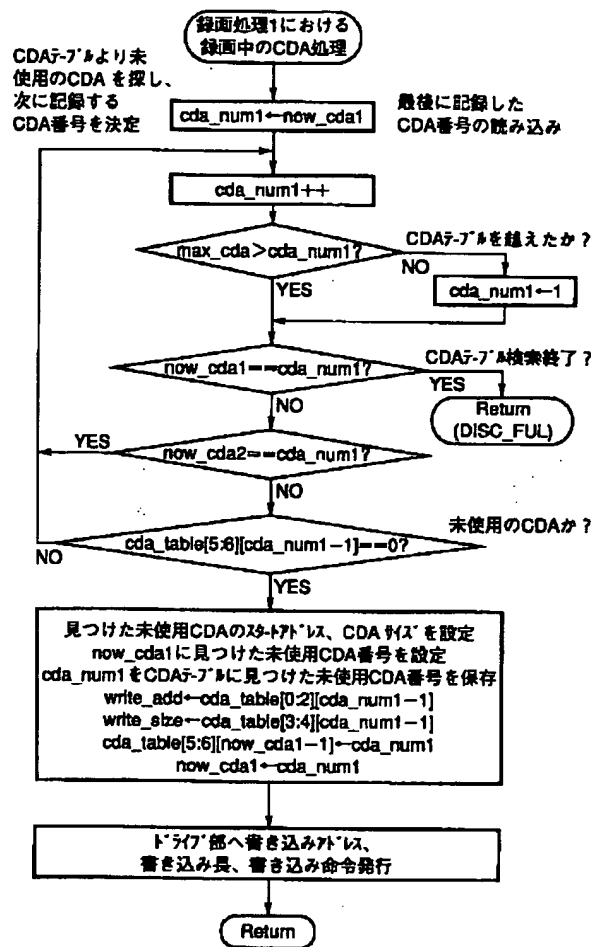 録画処理1における
録画中のCDA処理
CDAテーブルより未
使用のCDA を探し、
次に記録する
CDA番号を決定
cda_num1←now_cda1
最後に記録した
CDA番号の読み込み
cda_num1++
max_cda>cda_num1?
CDAテーブルを越えたか？
NO
cda_num1←1
YES
now_cda1==cda_num1?
CDAテーブル検索終了？
YES
Return
(DISC_FUL)
NO
YES
now_cda2==cda_num1?
NO
未使用のCDAか？
cda_table[5:6][cda_num1−1]==0?
NO
YES
見つけた未使用CDAのスタートアドレス、CDA サイズを設定
now_cda1に見つけた未使用CDA番号を設定
cda_num1をCDAテーブルに見つけた未使用CDA番号を保存
write_add←cda_table[0:2][cda_num1−1]
write_size←cda_table[3:4][cda_num1−1]
cda_table[5:6][now_cda1−1]←cda_num1
now_cda1←cda_num1
ドライブ部へ書き込みアドレス、
書き込み長、書き込み命令発行
Return